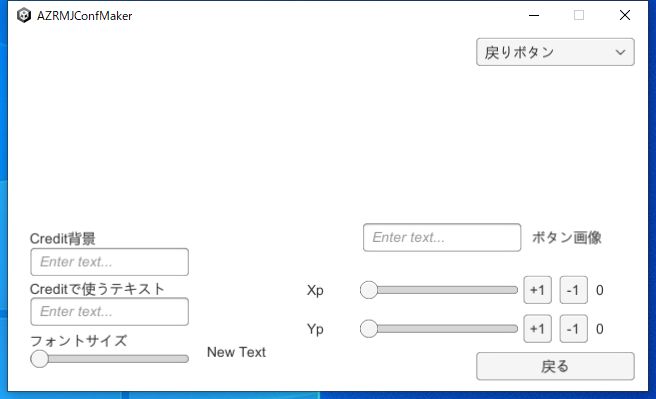 AZRMJConfMaker
戻りボタン
Credit背景
Enter text...
Enter text...
ボタン画像
Creditで使うテキスト
Enter text...
Xp
+1
-1
0
Yp
+1
-1
0
フォントサイズ
New Text
戻る